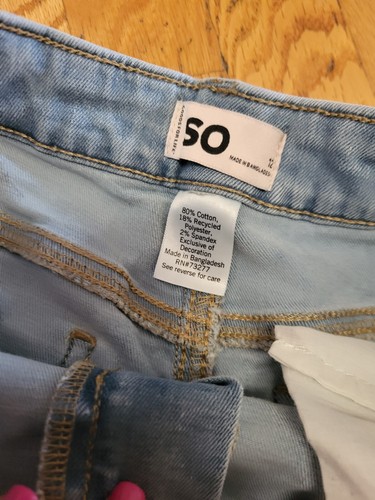 SO
MADE IN BANGLADESH
80% Cotton,
18% Recycled
Polyester,
2% Spandex
Exclusive of
Decoration
Made in Bangladesh
RN#73277
See reverse for care